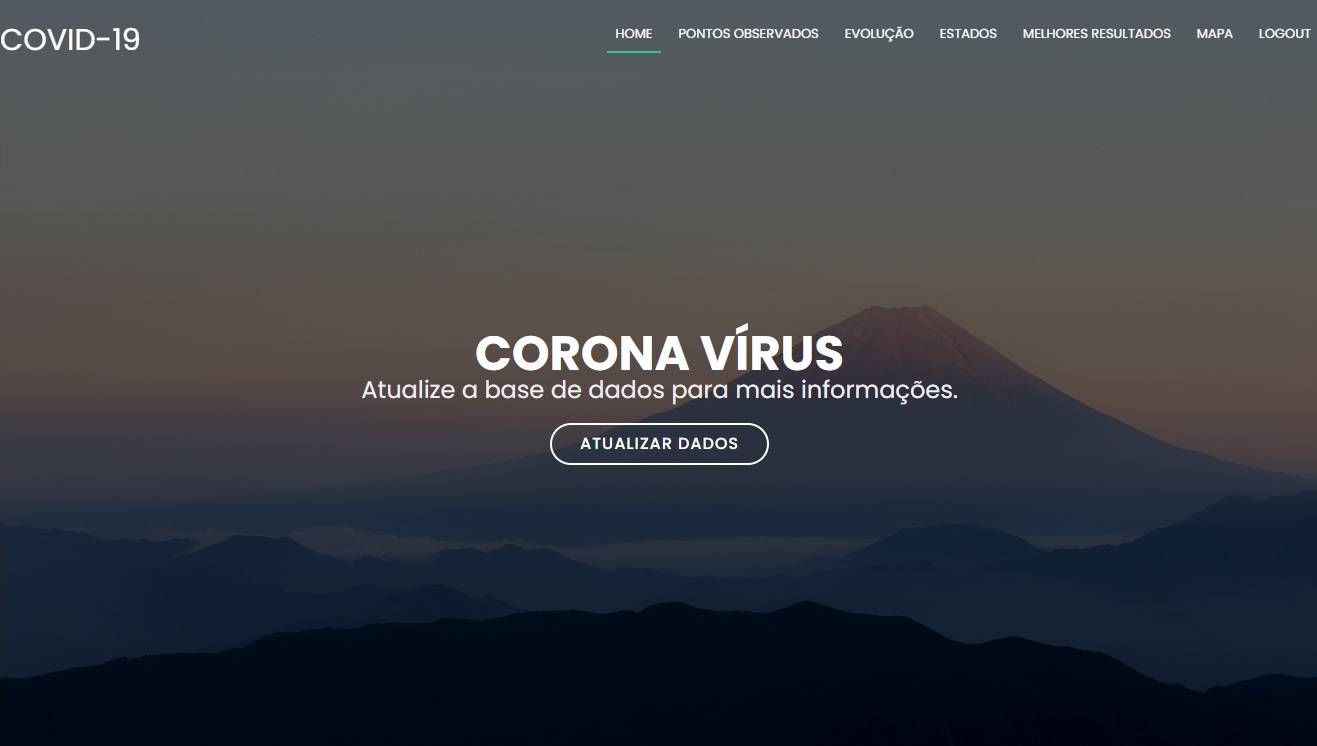 COVID-19
HOME PONTOS OBSERVADOS EVOLUÇÃO ESTADOS MELHORES RESULTADOS MAPA LOGOUT
CORONA VÍRUS
Atualize a base de dados para mais informações.
ATUALIZAR DADOS